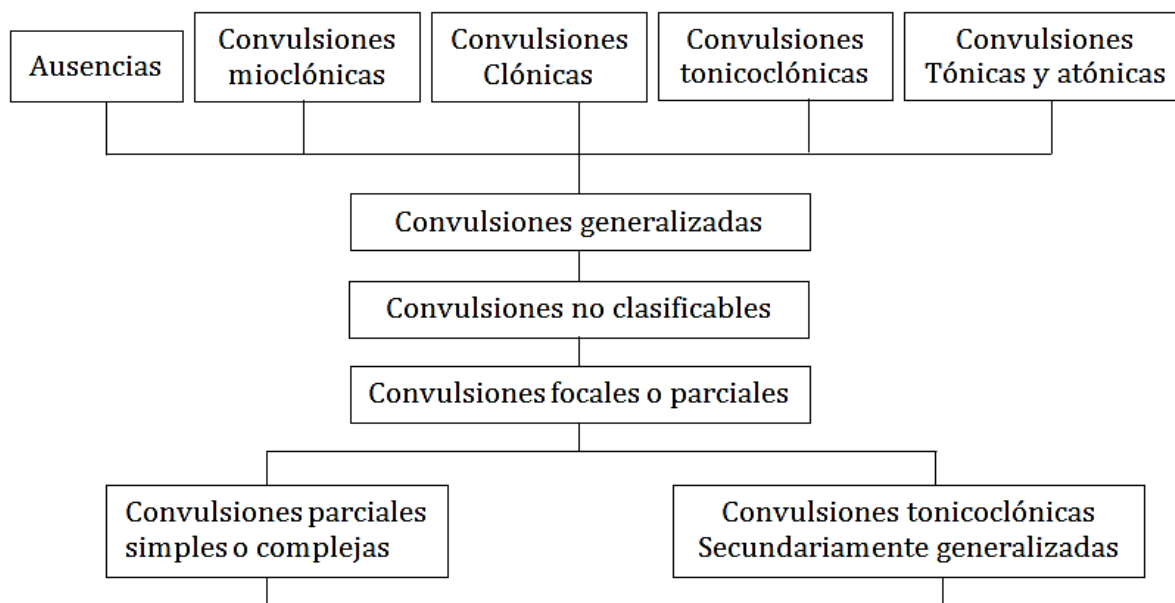 Ausencias
Convulsiones
mioclónicas
Convulsiones
Clónicas
Convulsiones
tonicoclónicas
Convulsiones
Tónicas y atónicas
Convulsiones generalizadas
Convulsiones no clasificables
Convulsiones focales o parciales
Convulsiones parciales
simples o complejas
Convulsiones tonicoclónicas
Secundariamente generalizadas